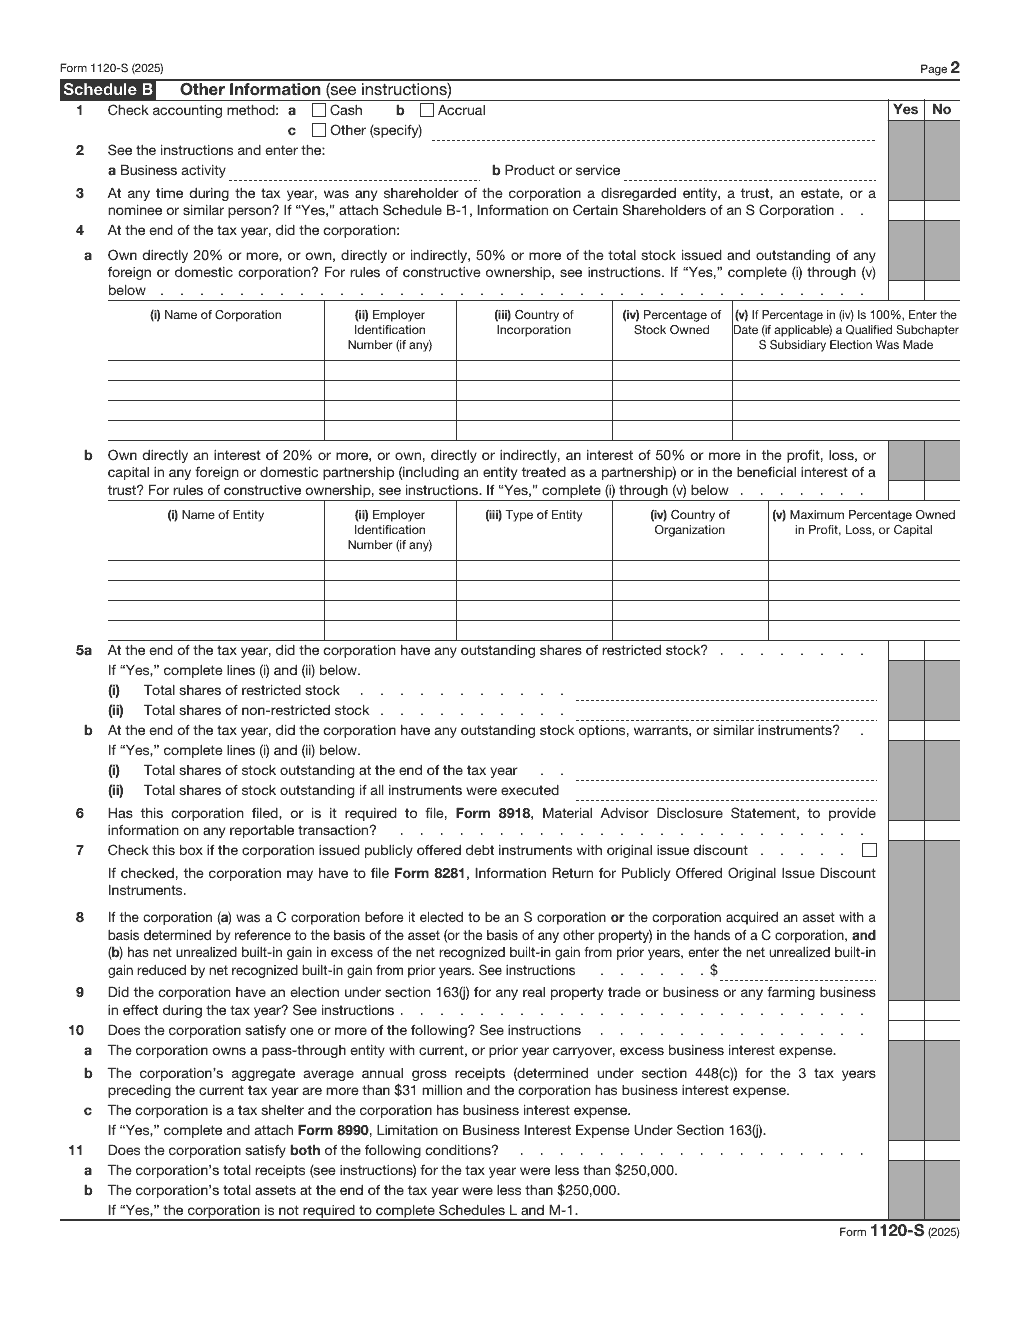 Form 1120-S (2025) Page 2
Schedule B Other Information (see instructions)
1 Check accounting method: a Cash b Accrual Yes No
c Other (specify)
2 See the instructions and enter the:
a Business activity b Product or service
3 At any time during the tax year, was any shareholder of the corporation a disregarded entity, a trust, an estate, or a
nominee or similar person? If “Yes,” attach Schedule B-1, Information on Certain Shareholders of an S Corporation . .
4 At the end of the tax year, did the corporation:
a Own directly 20% or more, or own, directly or indirectly, 50% or more of the total stock issued and outstanding of any
foreign or domestic corporation? For rules of constructive ownership, see instructions. If “Yes,” complete (i) through (v)
below . . . . . . . . . . . . . . . . . . . . . . . . . . . . . . . . . . . .
(i) Name of Corporation (ii) Employer (iii) Country of (iv) Percentage of (v) If Percentage in (iv) Is 100%, Enter the
Identification Incorporation Stock Owned Date (if applicable) a Qualified Subchapter
Number (if any) S Subsidiary Election Was Made
b Own directly an interest of 20% or more, or own, directly or indirectly, an interest of 50% or more in the profit, loss, or
capital in any foreign or domestic partnership (including an entity treated as a partnership) or in the beneficial interest of a
trust? For rules of constructive ownership, see instructions. If “Yes,” complete (i) through (v) below . . . . . . .
(i) Name of Entity (ii) Employer (iii) Type of Entity (iv) Country of (v) Maximum Percentage Owned
Identification Organization in Profit, Loss, or Capital
Number (if any)
5a At the end of the tax year, did the corporation have any outstanding shares of restricted stock? . . . . . . . .
If “Yes,” complete lines (i) and (ii) below.
(i) Total shares of restricted stock . . . . . . . . . . .
(ii) Total shares of non-restricted stock . . . . . . . . . .
b At the end of the tax year, did the corporation have any outstanding stock options, warrants, or similar instruments? .
If “Yes,” complete lines (i) and (ii) below.
(i) Total shares of stock outstanding at the end of the tax year . .
(ii) Total shares of stock outstanding if all instruments were executed
6 Has this corporation filed, or is it required to file, Form 8918, Material Advisor Disclosure Statement, to provide
information on any reportable transaction? . . . . . . . . . . . . . . . . . . . . . . . .
7 Check this box if the corporation issued publicly offered debt instruments with original issue discount . . . . .
If checked, the corporation may have to file Form 8281, Information Return for Publicly Offered Original Issue Discount
Instruments.
8 If the corporation (a) was a C corporation before it elected to be an S corporation or the corporation acquired an asset with a
basis determined by reference to the basis of the asset (or the basis of any other property) in the hands of a C corporation, and
(b) has net unrealized built-in gain in excess of the net recognized built-in gain from prior years, enter the net unrealized built-in
gain reduced by net recognized built-in gain from prior years. See instructions . . . . . . $
9 Did the corporation have an election under section 163(j) for any real property trade or business or any farming business
in effect during the tax year? See instructions . . . . . . . . . . . . . . . . . . . . . . . .
10 Does the corporation satisfy one or more of the following? See instructions . . . . . . . . . . . . . .
a The corporation owns a pass-through entity with current, or prior year carryover, excess business interest expense.
b The corporation’s aggregate average annual gross receipts (determined under section 448(c)) for the 3 tax years
preceding the current tax year are more than $31 million and the corporation has business interest expense.
c The corporation is a tax shelter and the corporation has business interest expense.
If “Yes,” complete and attach Form 8990, Limitation on Business Interest Expense Under Section 163(j).
11 Does the corporation satisfy both of the following conditions? . . . . . . . . . . . . . . . . . .
a The corporation’s total receipts (see instructions) for the tax year were less than $250,000.
b The corporation’s total assets at the end of the tax year were less than $250,000.
If “Yes,” the corporation is not required to complete Schedules L and M-1.
Form 1120-S (2025)